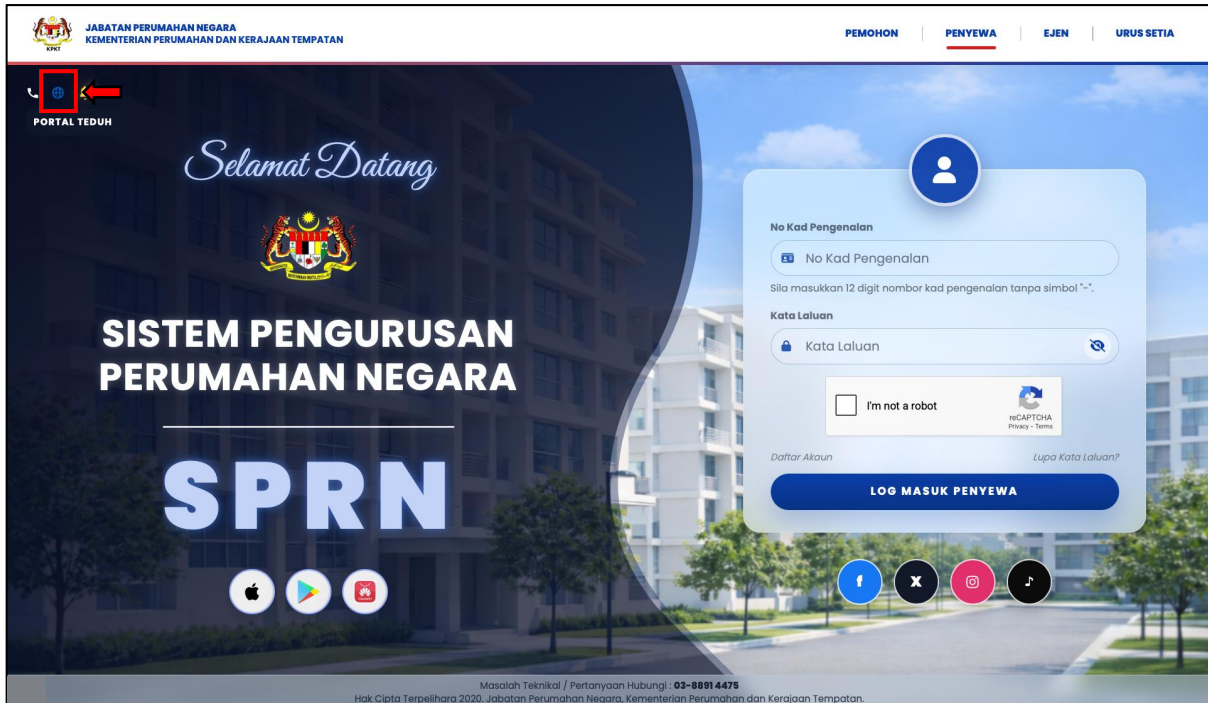 KPKT
JABATAN PERUMAHAN NEGARA
KEMENTERIAN PERUMAHAN DAN KERAJAAN TEMPATAN
PEMOHON
PENYEWA
EJEN
URUS SETIA
PORTAL TEDUH
Selamat Datang
SISTEM PENGURUSAN
PERUMAHAN NEGARA
SPRN
No Kad Pengenalan
No Kad Pengenalan
Sila masukkan 12 digit nombor kad pengenalan tanpa simbol "-".
Kata Laluan
Kata Laluan
I'm not a robot
reCAPTCHA
Privacy - Terms
Daftar Akaun
Lupa Kata Laluan?
LOG MASUK PENYEWA
Masalah Teknikal / Pertanyaan Hubungi : 03-8891 4475
Hak Cipta Terpelihara 2020. Jabatan Perumahan Negara, Kementerian Perumahan dan Kerajaan Tempatan.